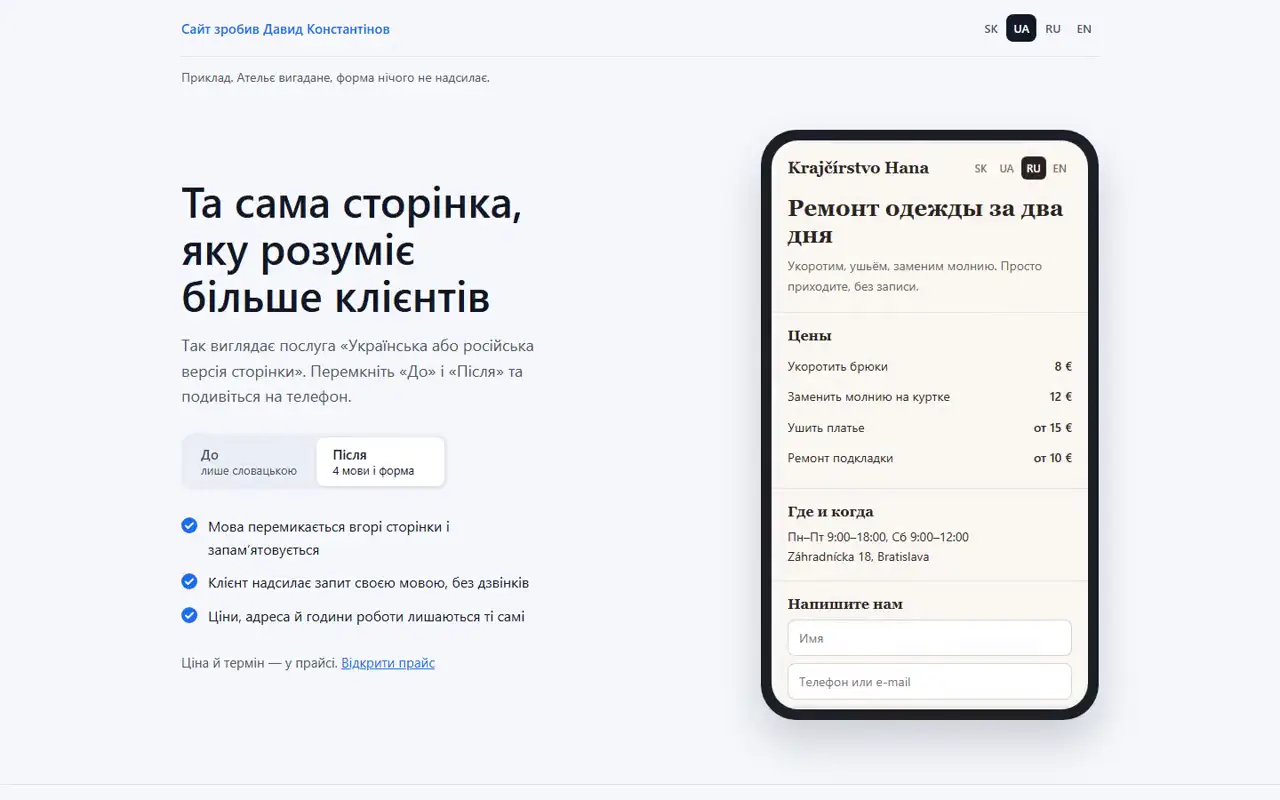 Сайт зробив Давид Константінов
SK UA RU EN
Приклад. Ательє вигадане, форма нічого не надсилає.
Та сама сторінка,
яку розуміє
більше клієнтів
Так виглядає послуга «Українська або російська
версія сторінки». Перемкніть «До» і «Після» та
подивіться на телефон.
До
лише словацькою
Після
4 мови і форма
Мова перемикається вгорі сторінки і
запам’ятовується
Клієнт надсилає запит своєю мовою, без дзвінків
Ціни, адреса й години роботи лишаються ті самі
Ціна й термін — у прайсі. Відкрити прайс
Krajčírstvo Hana
SK UA RU EN
Ремонт одежды за два
дня
Укоротим, ушьём, заменим молнию. Просто
приходите, без записи.
Цены
Укоротить брюки 8 €
Заменить молнию на куртке 12 €
Ушить платье от 15 €
Ремонт подкладки от 10 €
Где и когда
Пн–Пт 9:00–18:00, Сб 9:00–12:00
Záhradnícka 18, Bratislava
Напишите нам
Имя
Телефон или e-mail